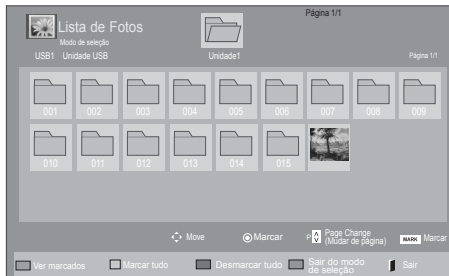 Página 1/1
Lista de Fotos
Modo de seleção
USB1 Unidade USB Unidade1 Página 1/1
001 002 003 004 005 006 007 008 009
010 011 012 013 014 015
Move Marcar P Page Change (Mudar de página) MARK Marcar
Ver marcados Marcar tudo Desmarcar tudo Sair do modo de seleção Sair